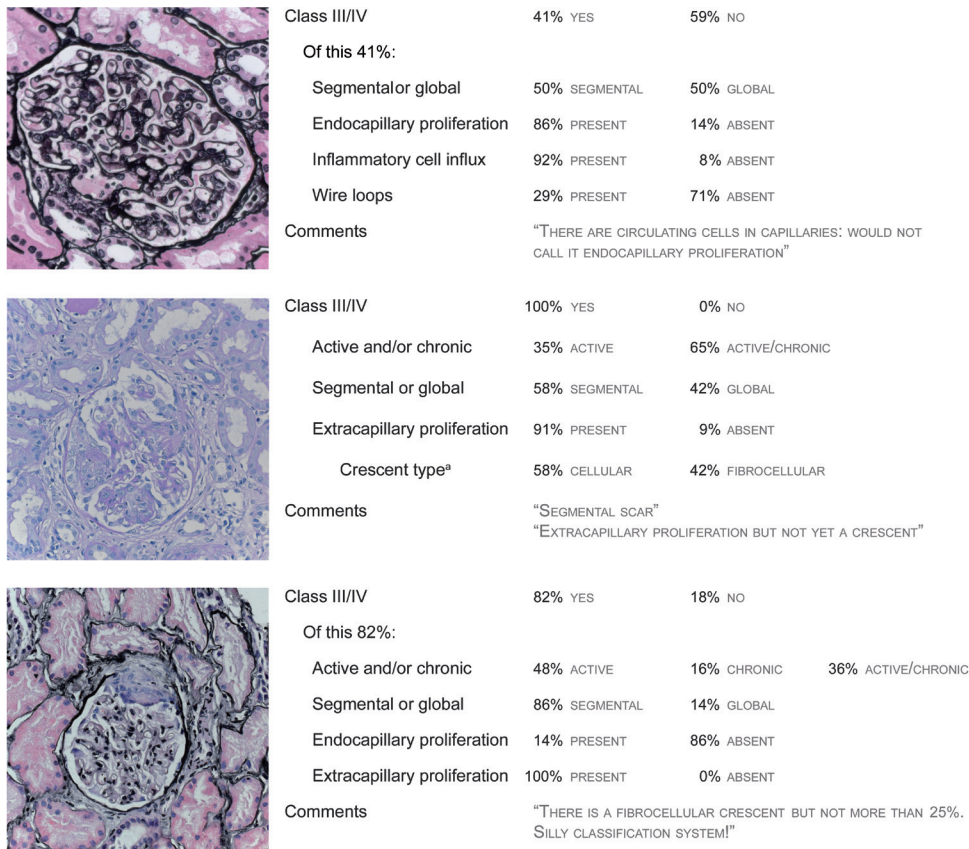 Class III/IV 41% YES 59% NO
Of this 41%:
Segmentalor global 50% SEGMENTAL 50% GLOBAL
Endocapillary proliferation 86% PRESENT 14% ABSENT
Inflammatory cell influx 92% PRESENT 8% ABSENT
Wire loops 29% PRESENT 71% ABSENT
Comments “THERE ARE CIRCULATING CELLS IN CAPILLARIES: WOULD NOT
CALL IT ENDOCAPILLARY PROLIFERATION”
Class III/IV 100% YES 0% NO
Active and/or chronic 35% ACTIVE 65% ACTIVE/CHRONIC
Segmental or global 58% SEGMENTAL 42% GLOBAL
Extracapillary proliferation 91% PRESENT 9% ABSENT
Crescent typeᵃ 58% CELLULAR 42% FIBROCELLULAR
Comments “SEGMENTAL SCAR”
“EXTRACAPILLARY PROLIFERATION BUT NOT YET A CRESCENT”
Class III/IV 82% YES 18% NO
Of this 82%:
Active and/or chronic 48% ACTIVE 16% CHRONIC 36% ACTIVE/CHRONIC
Segmental or global 86% SEGMENTAL 14% GLOBAL
Endocapillary proliferation 14% PRESENT 86% ABSENT
Extracapillary proliferation 100% PRESENT 0% ABSENT
Comments “THERE IS A FIBROCELLULAR CRESCENT BUT NOT MORE THAN 25%.
SILLY CLASSIFICATION SYSTEM!”